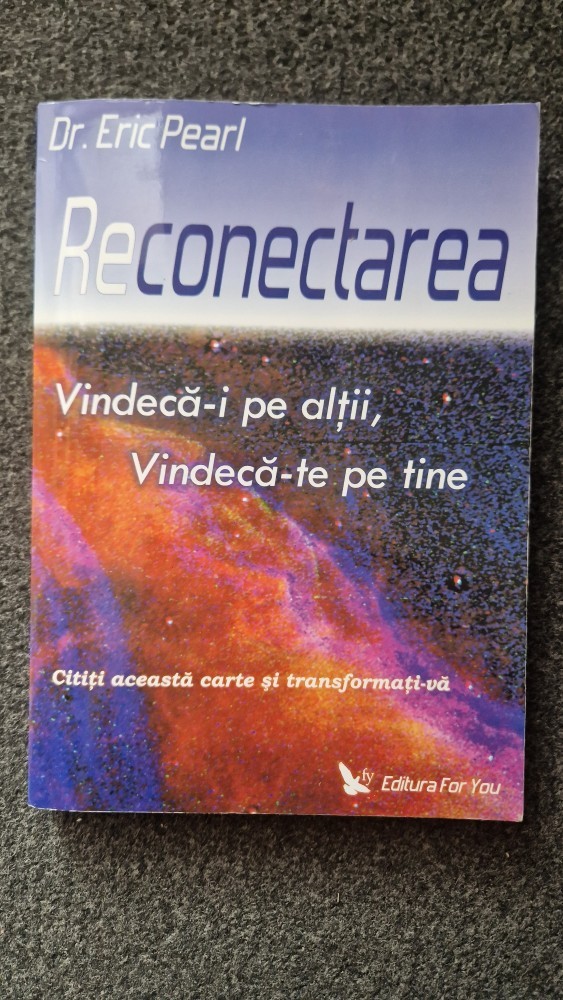 Dr. Eric Pearl
Reconectarea
Vindecă-i pe alții,
Vindecă-te pe tine
Citiți această carte și transformați-vă
fy
Editura For You